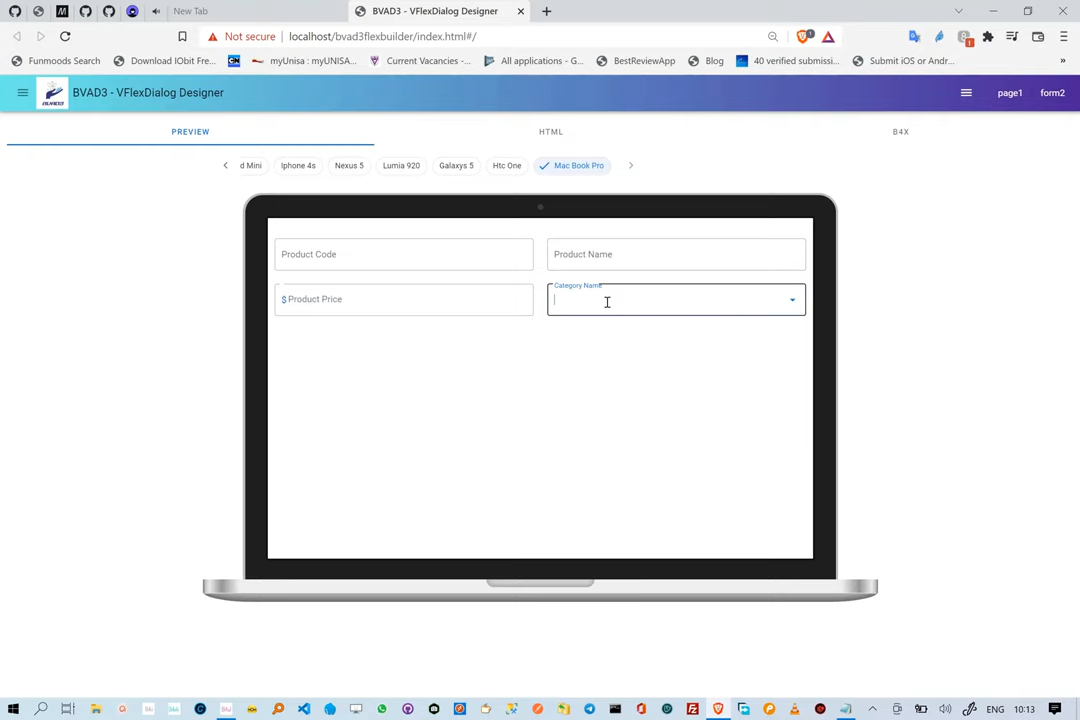 New Tab
BVAD3 - VFlexDialog Designer
Not secure
localhost/bvad3flexbuilder/index.html#/
Funmoods Search
Download IObit Fre...
myUnisa: myUNISA...
Current Vacancies -...
All applications - G...
BestReviewApp
Blog
40 verified submissi...
Submit iOS or Andr...
BVAD3 - VFlexDialog Designer
page1
form2
PREVIEW
HTML
B4X
d Mini
Iphone 4s
Nexus 5
Lumia 920
Galaxys 5
Htc One
Mac Book Pro
Product Code
Product Name
$ Product Price
Category Name
ENG
10:13